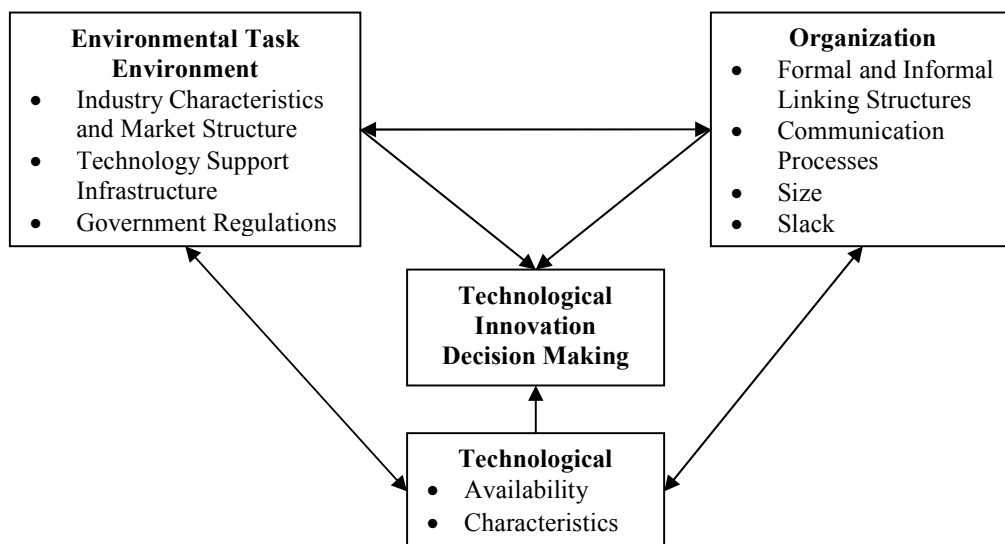 Environmental Task
Environment
• Industry Characteristics
and Market Structure
• Technology Support
Infrastructure
• Government Regulations
Organization
• Formal and Informal
Linking Structures
• Communication
Processes
• Size
• Slack
Technological
Innovation
Decision Making
Technological
• Availability
• Characteristics